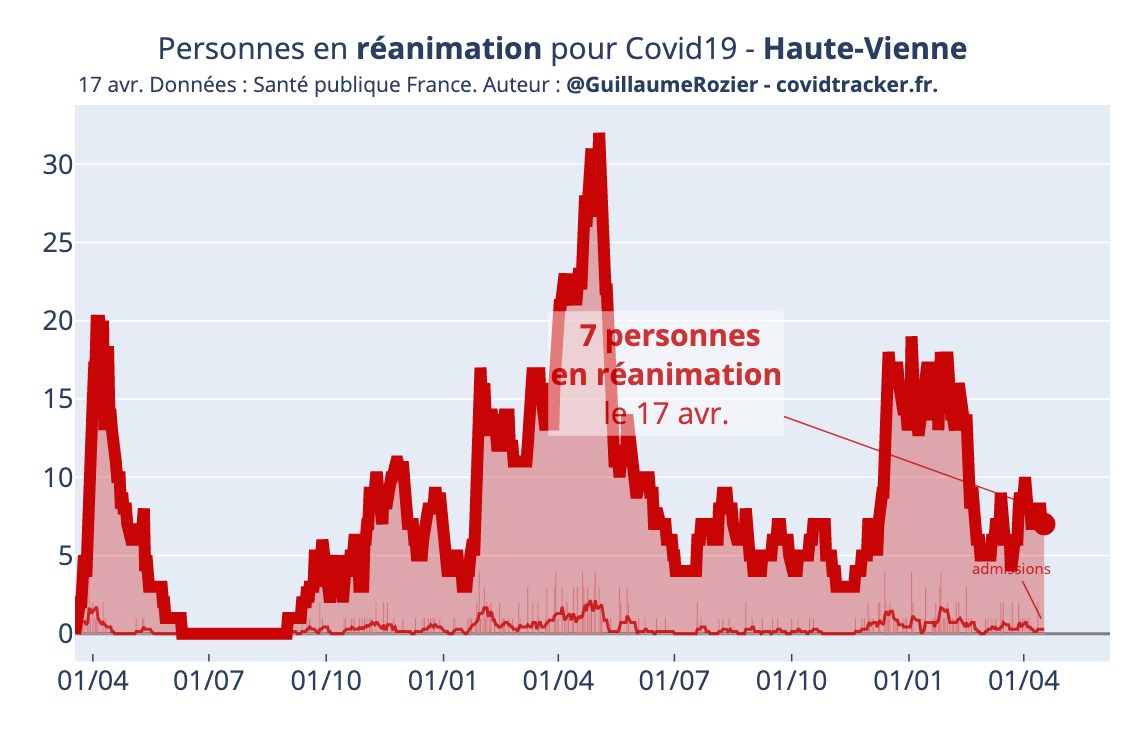 Personnes en réanimation pour Covid19 - Haute-Vienne
17 avr. Données : Santé publique France. Auteur : @GuillaumeRozier - covidtracker.fr.
30
25
20
7 personnes
en réanimation
15
le 17 avr.
10
5
admissions
0
01/04 01/07 01/10 01/01 01/04 01/07 01/10 01/01 01/04